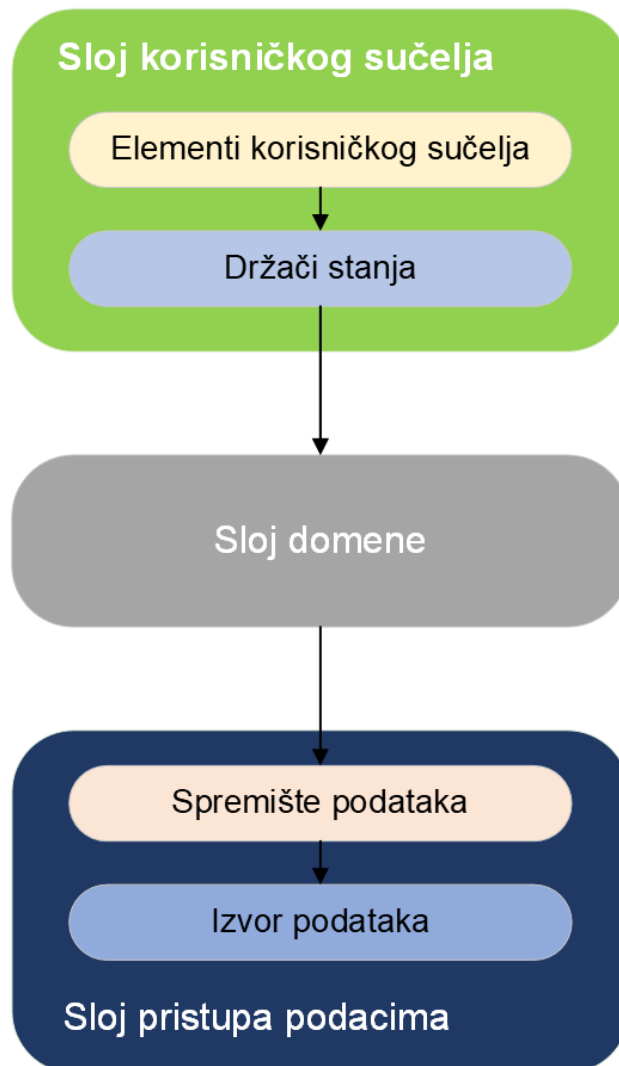 Sloj korisničkog sučelja
Elementi korisničkog sučelja
Držači stanja
Sloj domene
Spremište podataka
Izvor podataka
Sloj pristupa podacima